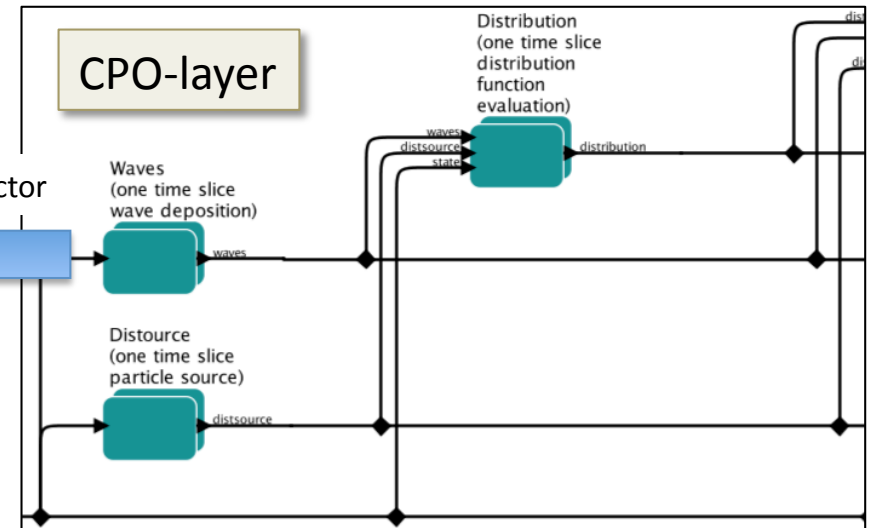 CPO-layer
Distribution
(one time slice
distribution
function
evaluation)
waves
distsource
state
distribution
Waves
(one time slice
wave deposition)
waves
Distource
(one time slice
particle source)
distsource